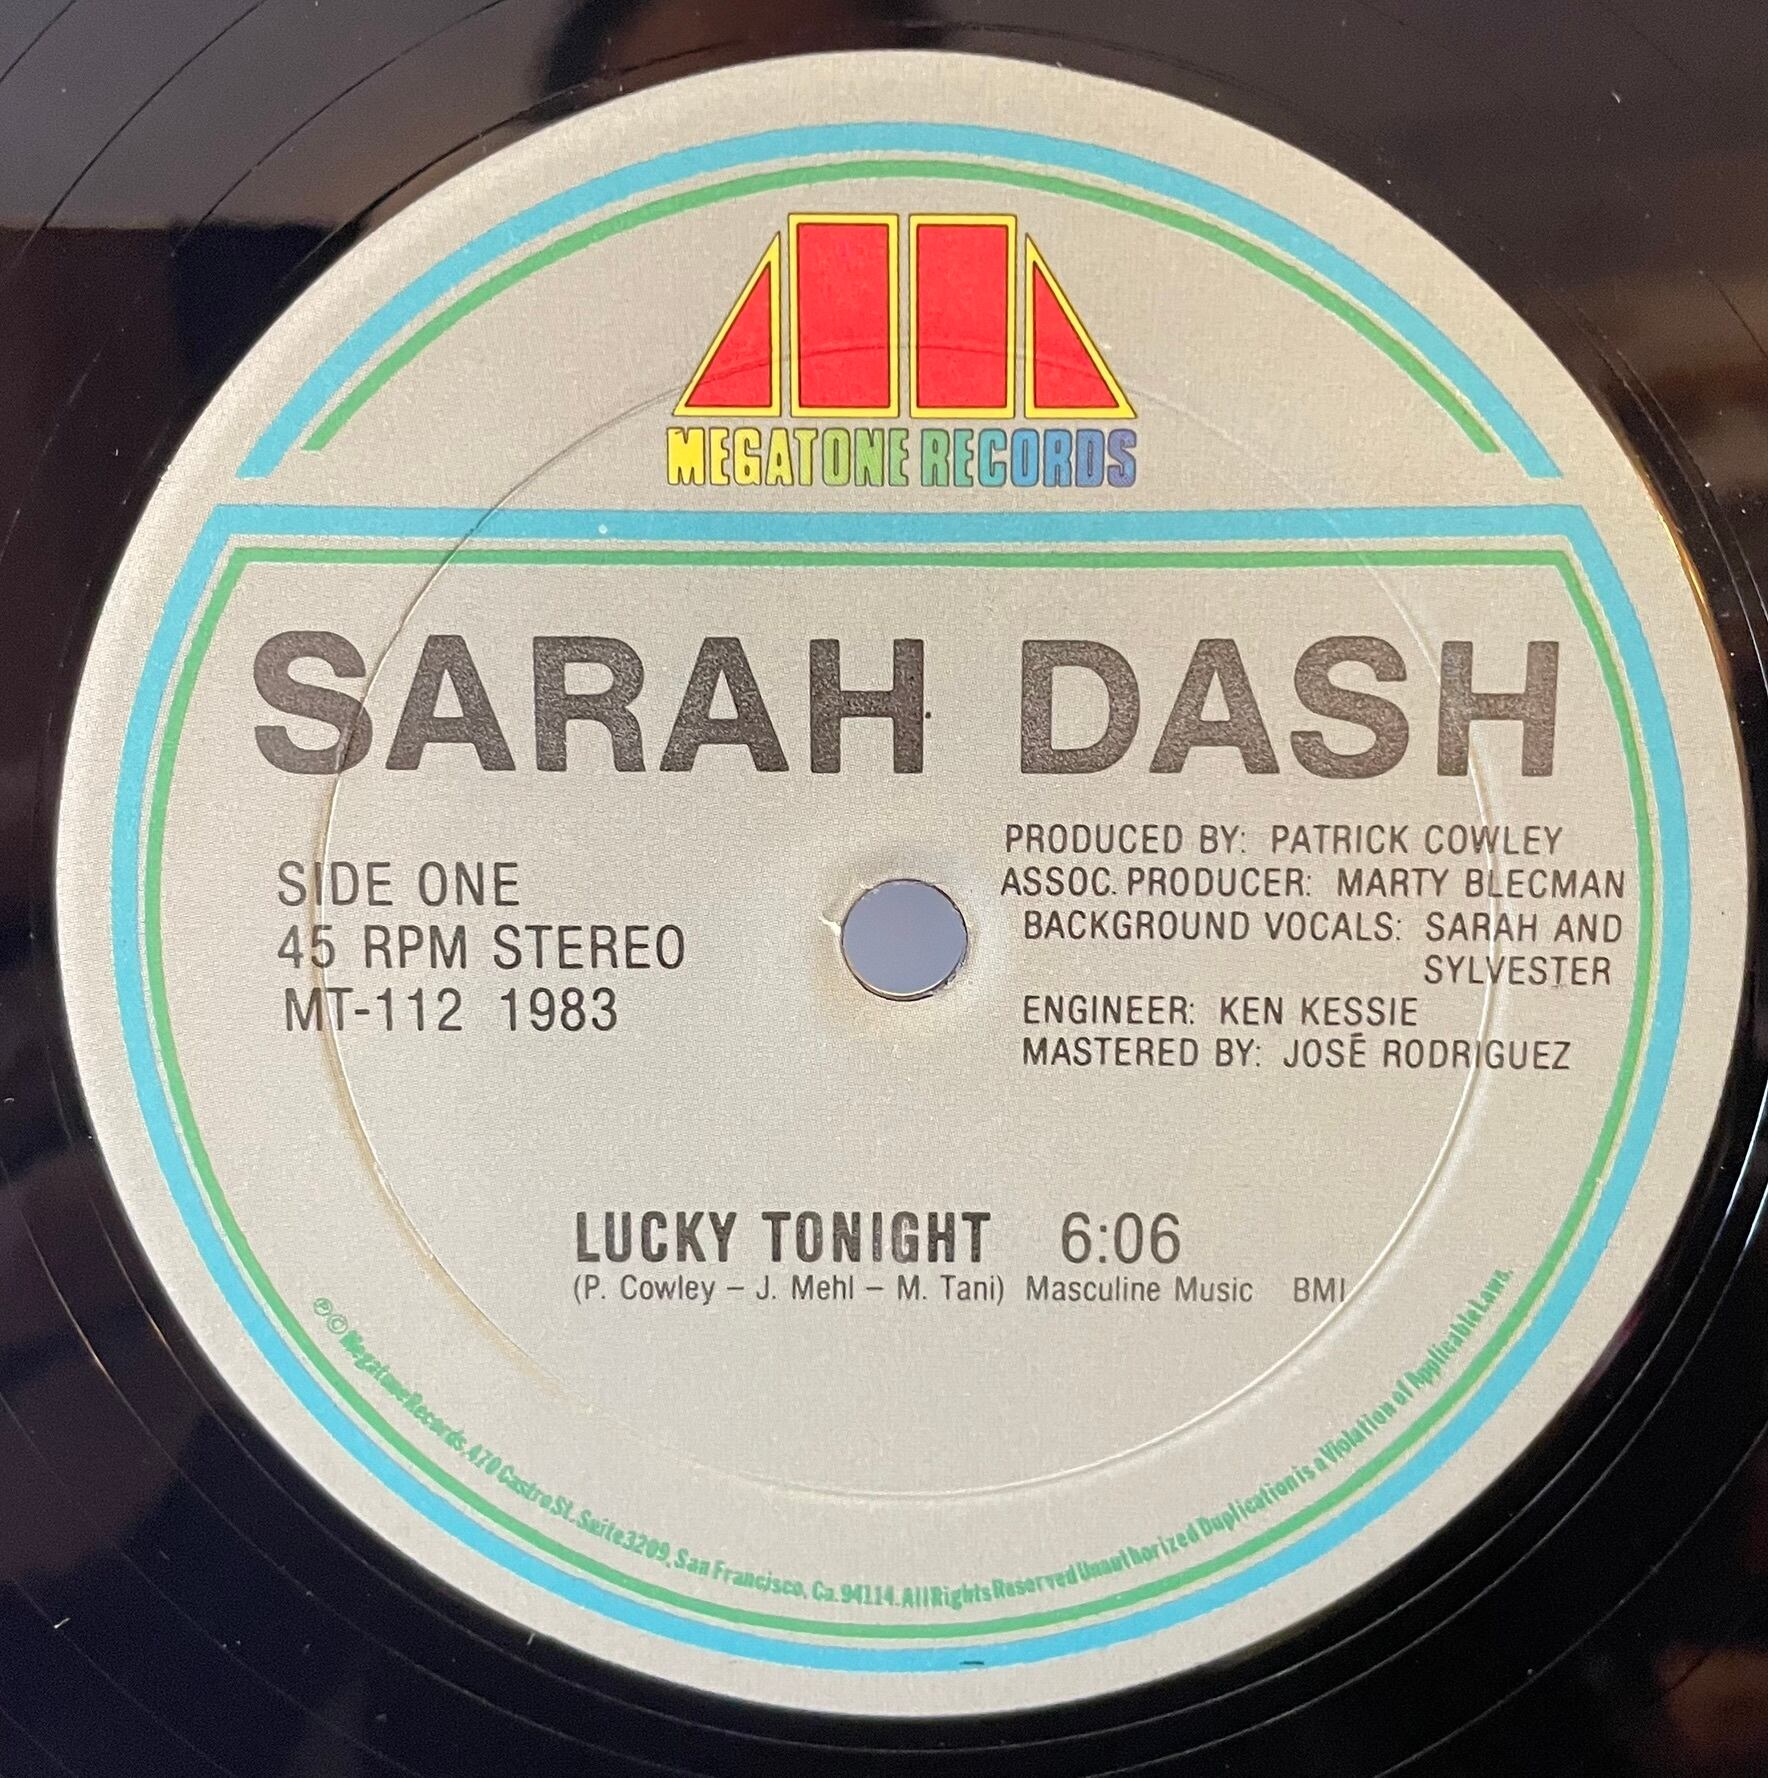 MEGATONE RECORDS
SARAH DASH
SIDE ONE
45 RPM STEREO
MT-112 1983
PRODUCED BY: PATRICK COWLEY
ASSOC. PRODUCER: MARTY BLECMAN
BACKGROUND VOCALS: SARAH AND
SYLVESTER
ENGINEER: KEN KESSIE
MASTERED BY: JOSÉ RODRIGUEZ
LUCKY TONIGHT 6:06
(P. Cowley – J. Mehl – M. Tani) Masculine Music BMI
℗ © Megatone Records, 470 Castro St. Suite 3209, San Francisco, Ca. 94114. All Rights Reserved Unauthorized Duplication is a Violation of Applicable Laws.